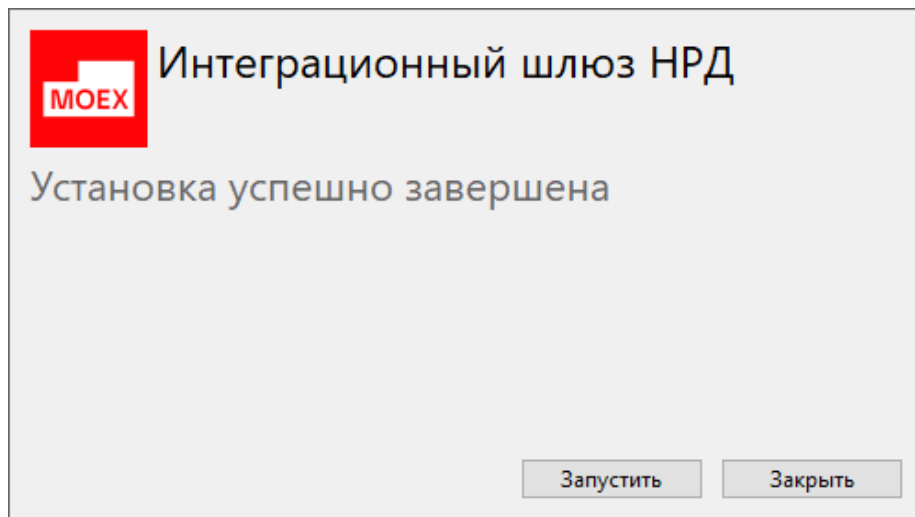 MOEX
Интеграционный шлюз НРД
Установка успешно завершена
Запустить
Закрыть